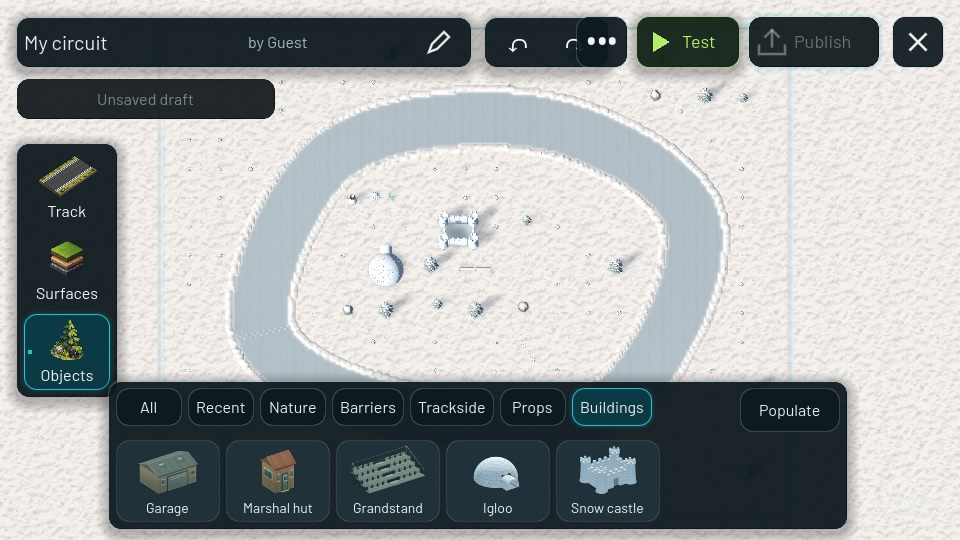 My circuit
by Guest
Test
Publish
Unsaved draft
Track
Surfaces
Objects
All
Recent
Nature
Barriers
Trackside
Props
Buildings
Populate
Garage
Marshal hut
Grandstand
Igloo
Snow castle